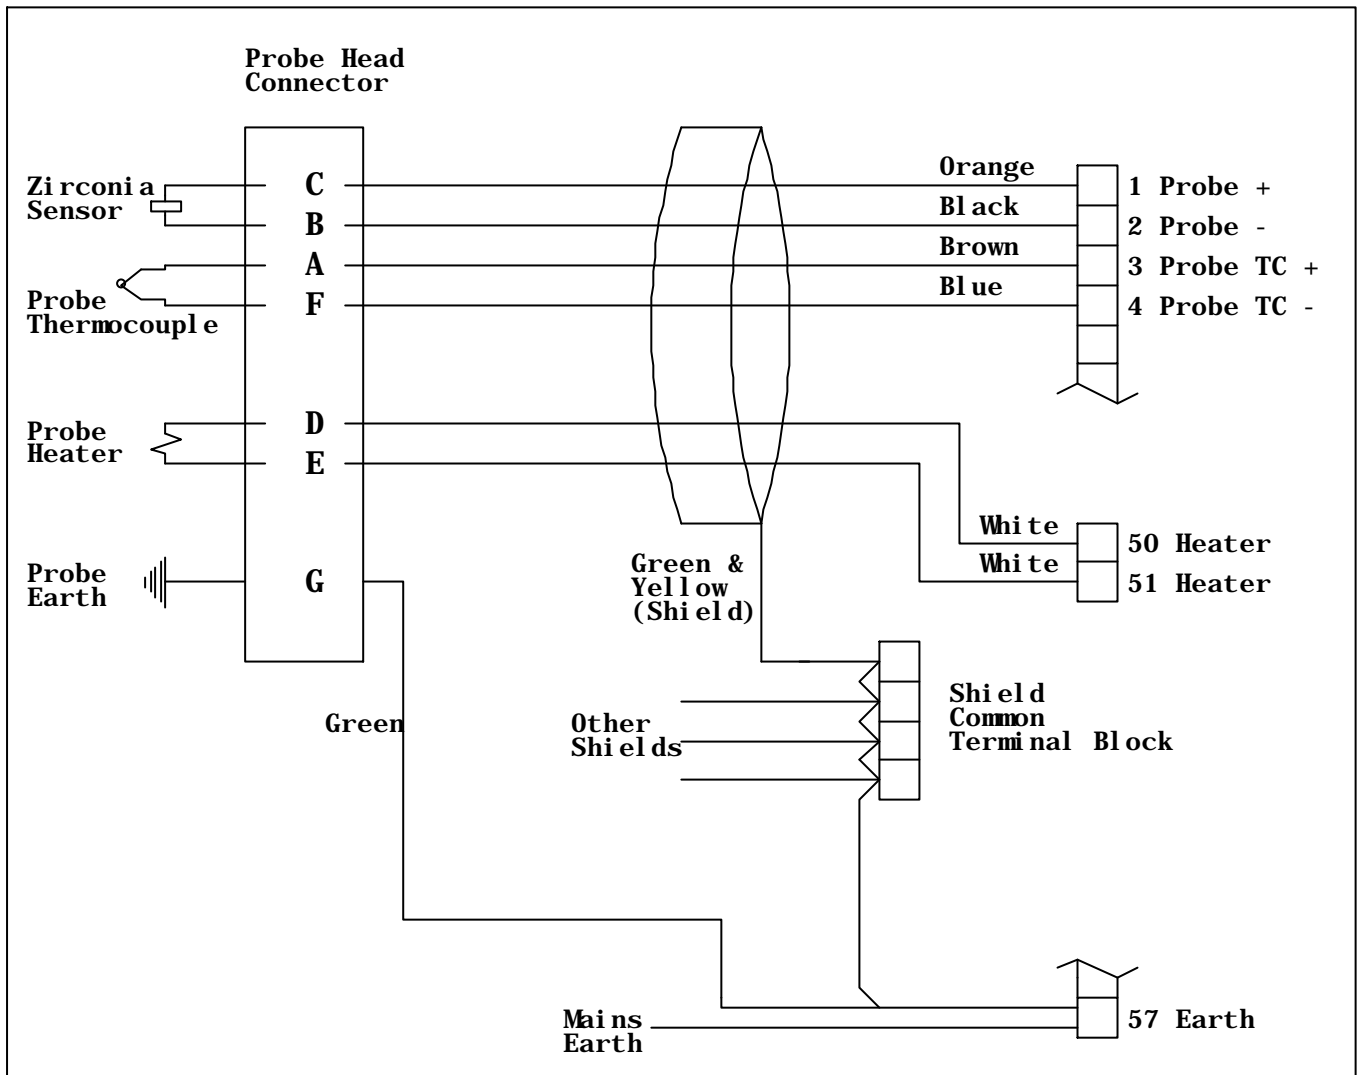 Probe Head
Connector
Zirconia
Sensor
C
B
A
F
Probe
Thermocouple
Orange
Black
Brown
Blue
1 Probe +
2 Probe -
3 Probe TC +
4 Probe TC -
Probe
Heater
D
E
White
White
50 Heater
51 Heater
Probe
Earth
G
Green &
Yellow
(Shield)
Green
Other
Shields
Shield
Common
Terminal Block
Mains
Earth
57 Earth